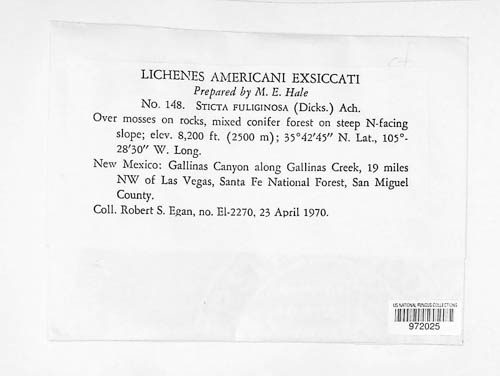 LICHENES AMERICANI EXSICCATI
Prepared by M. E. Hale
No. 148. STICTA FULIGINOSA (Dicks.) Ach.
Over mosses on rocks, mixed conifer forest on steep N-facing
slope; elev. 8,200 ft. (2500 m); 35°42'45" N. Lat., 105°-
28'30" W. Long.
New Mexico: Gallinas Canyon along Gallinas Creek, 19 miles
NW of Las Vegas, Santa Fe National Forest, San Miguel
County.
Coll. Robert S. Egan, no. El-2270, 23 April 1970.
US NATIONAL FUNGUS COLLECTIONS
972025